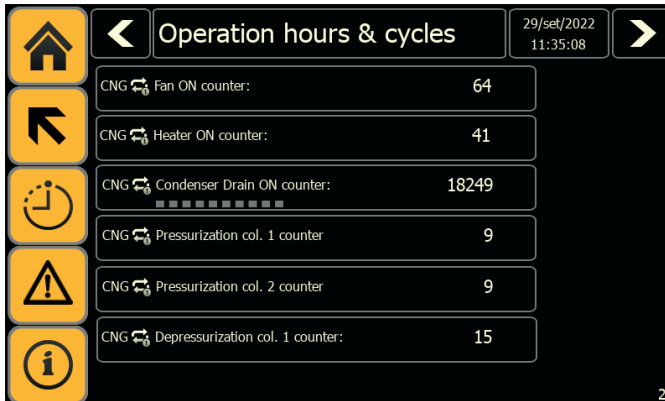 Operation hours & cycles
29/set/2022
11:35:08
CNG Fan ON counter: 64
CNG Heater ON counter: 41
CNG Condenser Drain ON counter: 18249
CNG Pressurization col. 1 counter 9
CNG Pressurization col. 2 counter 9
CNG Depressurization col. 1 counter: 15
2